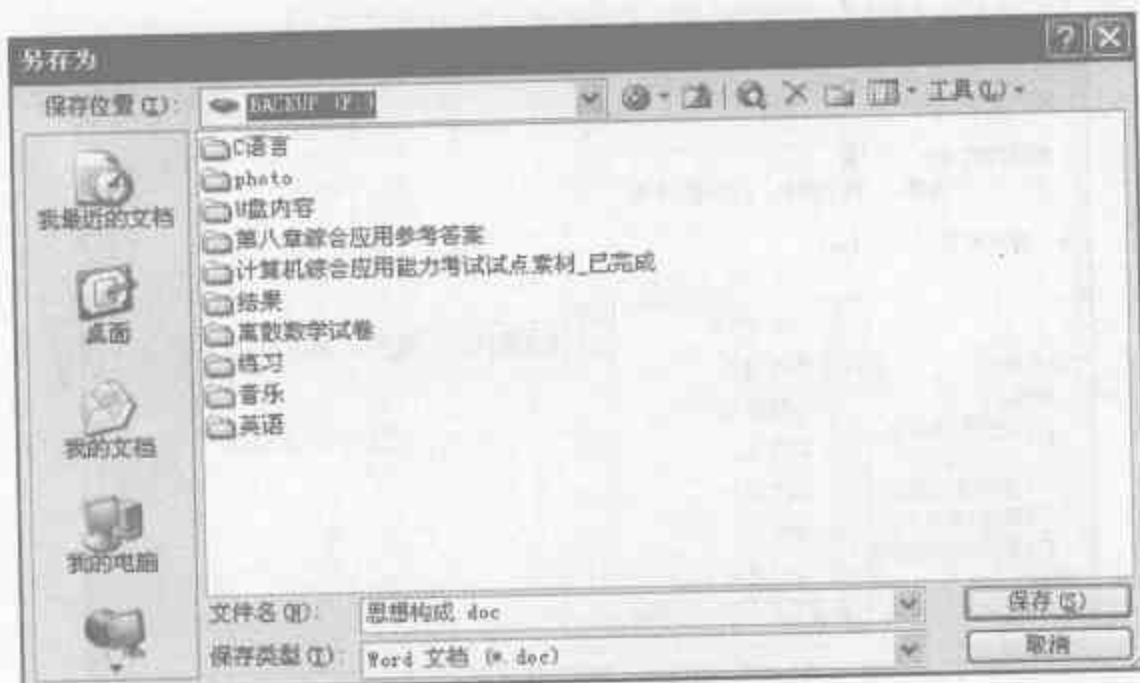 另存为
保存位置(I): BACKUP (F:) 工具(L)
C语言
photo
U盘内容
第八章综合应用参考答案
计算机综合应用能力考试试点素材_已完成
结果
离散数学试卷
练习
音乐
英语
我最近的文档
桌面
我的文档
我的电脑
文件名(N): 思想构成.doc 保存(S)
保存类型(T): Word 文档 (*.doc) 取消